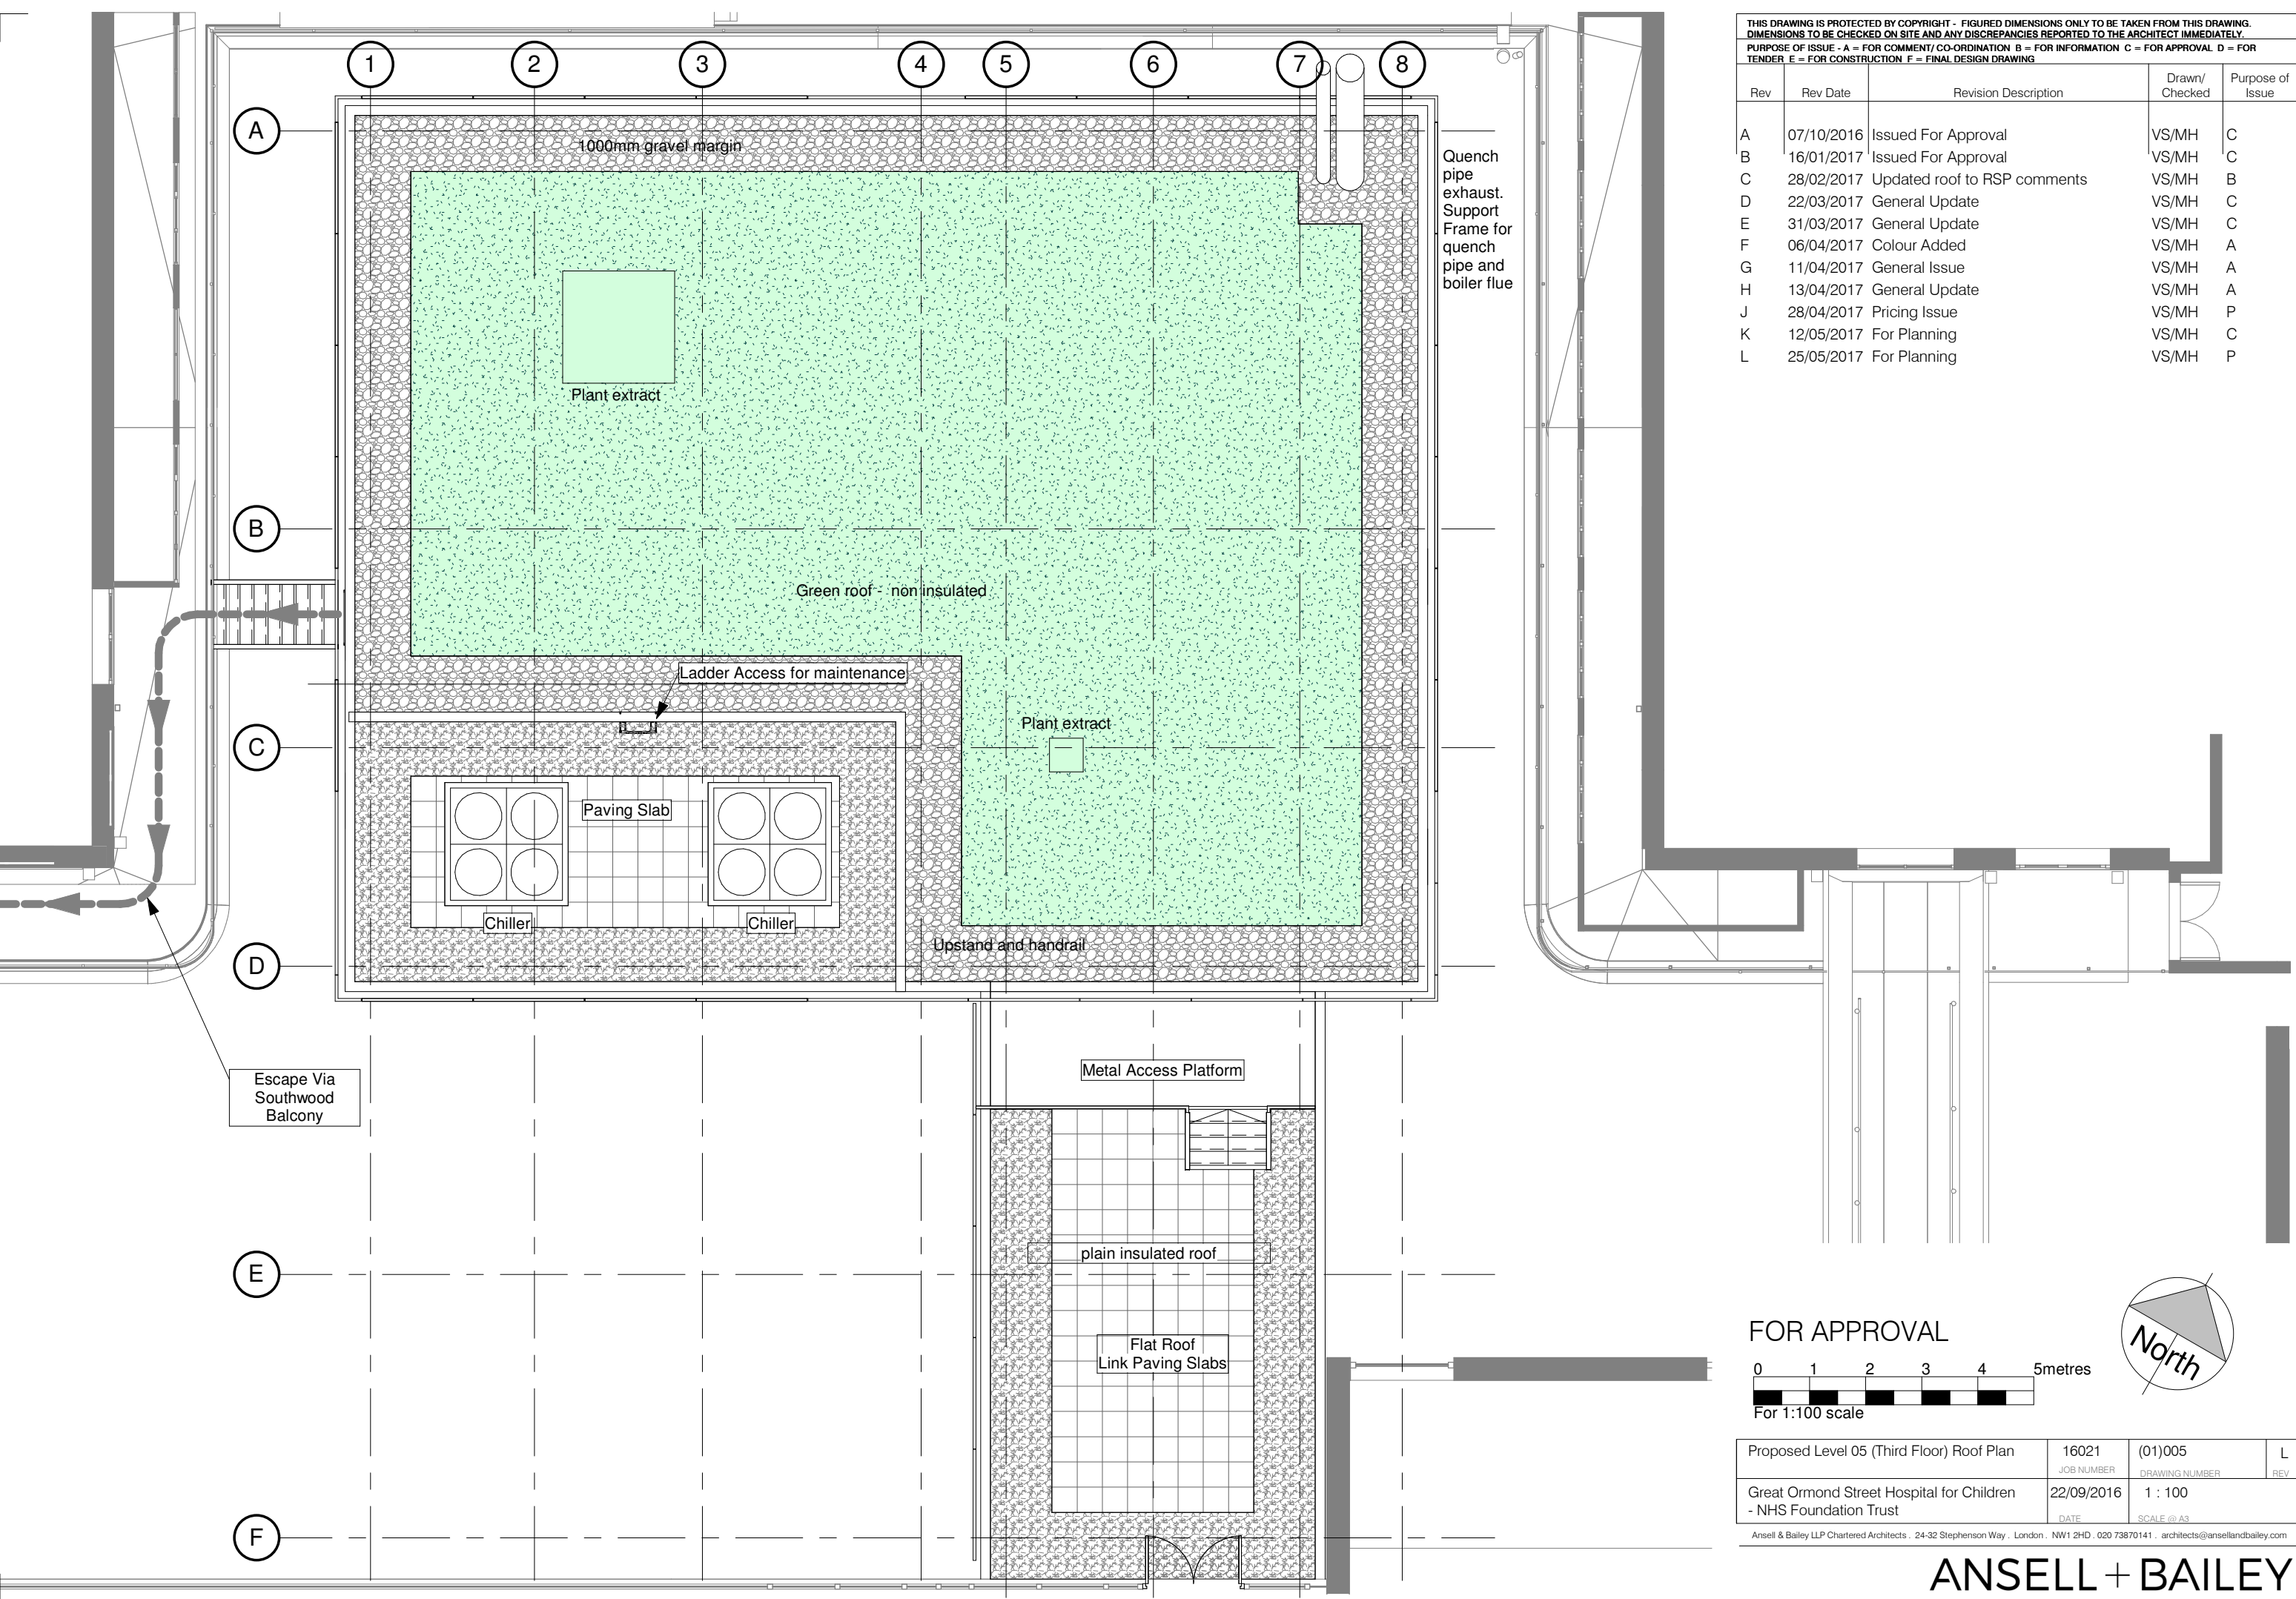 THIS DRAWING IS PROTECTED BY COPYRIGHT - FIGURED DIMENSIONS ONLY TO BE TAKEN FROM THIS DRAWING.
DIMENSIONS TO BE CHECKED ON SITE AND ANY DISCREPANCIES REPORTED TO THE ARCHITECT IMMEDIATELY.
PURPOSE OF ISSUE - A = FOR COMMENT/ CO-ORDINATION B = FOR INFORMATION C = FOR APPROVAL D = FOR
TENDER E = FOR CONSTRUCTION F = FINAL DESIGN DRAWING
Rev Rev Date Revision Description Drawn/ Checked Purpose of Issue
A 07/10/2016 Issued For Approval VS/MH C
B 16/01/2017 Issued For Approval VS/MH C
C 28/02/2017 Updated roof to RSP comments VS/MH B
D 22/03/2017 General Update VS/MH C
E 31/03/2017 General Update VS/MH C
F 06/04/2017 Colour Added VS/MH A
G 11/04/2017 General Issue VS/MH A
H 13/04/2017 General Update VS/MH A
J 28/04/2017 Pricing Issue VS/MH P
K 12/05/2017 For Planning VS/MH C
L 25/05/2017 For Planning VS/MH P
1 2 3 4 5 6 7 8
A
1000mm gravel margin
Quench
pipe
exhaust.
Support
Frame for
quench
pipe and
boiler flue
Plant extract
B
Green roof - non insulated
Ladder Access for maintenance
Plant extract
C
Paving Slab
Chiller
Chiller
Upstand and handrail
D
Metal Access Platform
Escape Via
Southwood
Balcony
plain insulated roof
E
Flat Roof
Link Paving Slabs
F
FOR APPROVAL
North
0 1 2 3 4 5metres
For 1:100 scale
Proposed Level 05 (Third Floor) Roof Plan
16021
JOB NUMBER
(01)005
DRAWING NUMBER
L
REV
Great Ormond Street Hospital for Children
- NHS Foundation Trust
22/09/2016
DATE
1 : 100
SCALE @ A3
Ansell & Bailey LLP Chartered Architects . 24-32 Stephenson Way . London . NW1 2HD . 020 73870141 . architects@ansellandbailey.com
ANSELL + BAILEY